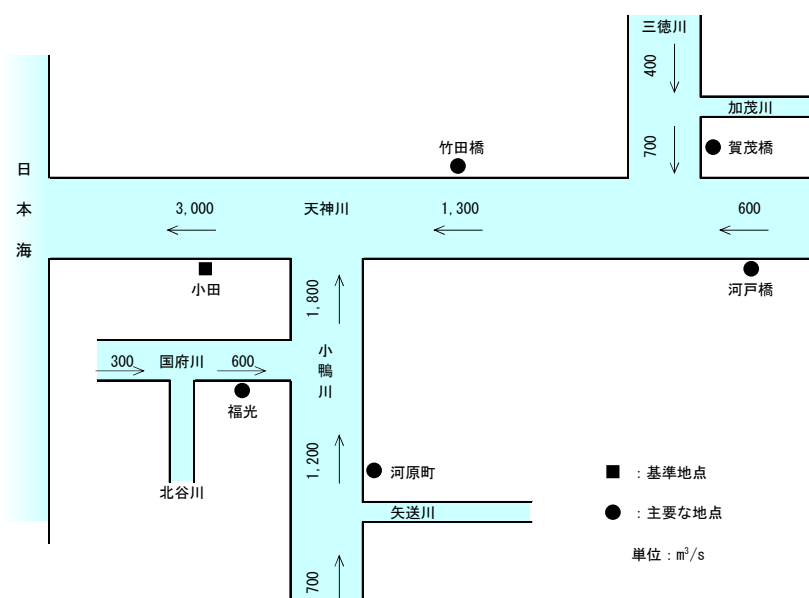 三徳川
400
加茂川
竹田橋
700
賀茂橋
日本海
3,000
天神川
1,300
600
小田
河戸橋
1,800
300
国府川
600
小鴨川
福光
1,200
河原町
■ : 基準地点
北谷川
矢送川
● : 主要な地点
700
単位 : m³/s